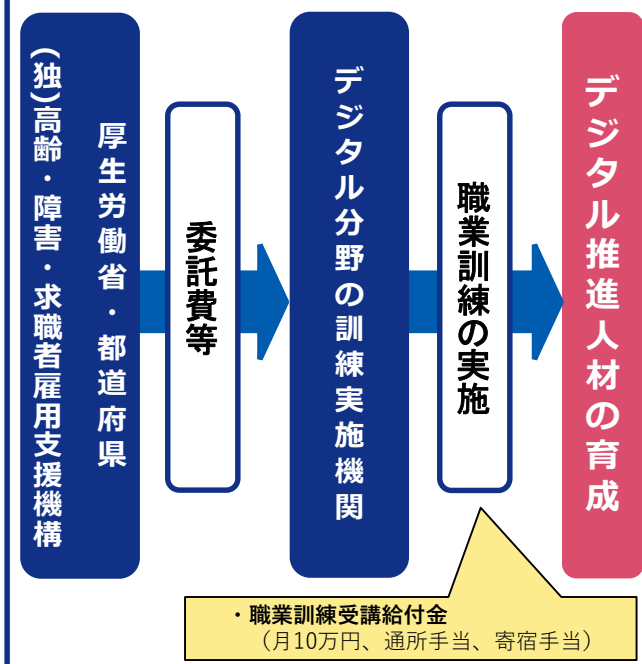 厚生労働省・都道府県
(独)高齢・障害・求職者雇用支援機構
委託費等
デジタル分野の訓練実施機関
職業訓練の実施
デジタル推進人材の育成
・職業訓練受講給付金
（月10万円、通所手当、寄宿手当）